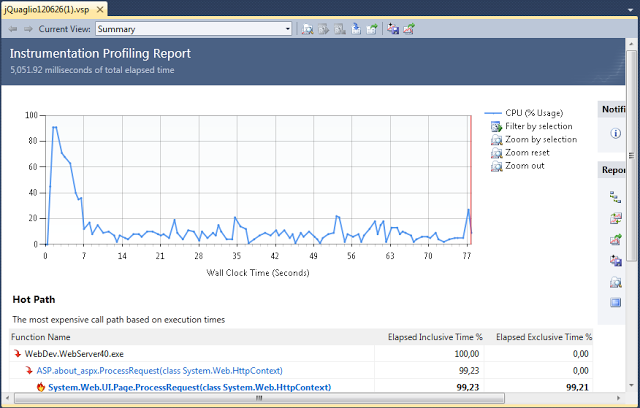 jQuaglio120626(1).vsp
Current View: Summary
Instrumentation Profiling Report
5,051.92 milliseconds of total elapsed time
100
80
60
40
20
0
0 7 14 21 28 35 42 49 56 63 70 77
Wall Clock Time (Seconds)
CPU (% Usage)
Filter by selection
Zoom by selection
Zoom reset
Zoom out
Notifi
Repor
Hot Path
The most expensive call path based on execution times
Function Name Elapsed Inclusive Time % Elapsed Exclusive Time %
WebDev.WebServer40.exe 100,00 0,00
ASP.about_aspx.ProcessRequest(class System.Web.HttpContext) 99,23 0,00
System.Web.UI.Page.ProcessRequest(class System.Web.HttpContext) 99,23 99,21